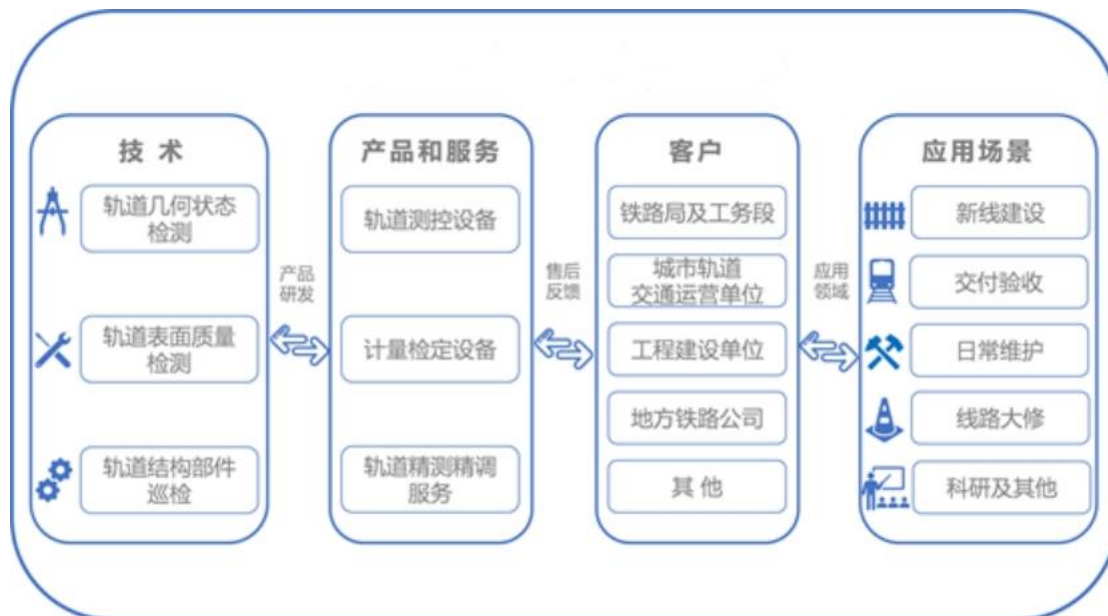 技 术
轨道几何状态
检测
轨道表面质量
检测
轨道结构部件
巡检
产品
研发
产品和服务
轨道测控设备
计量检定设备
轨道精测精调
服务
售后
反馈
客户
铁路局及工务段
城市轨道
交通运营单位
工程建设单位
地方铁路公司
其 他
应用
领域
应用场景
新线建设
交付验收
日常维护
线路大修
科研及其他